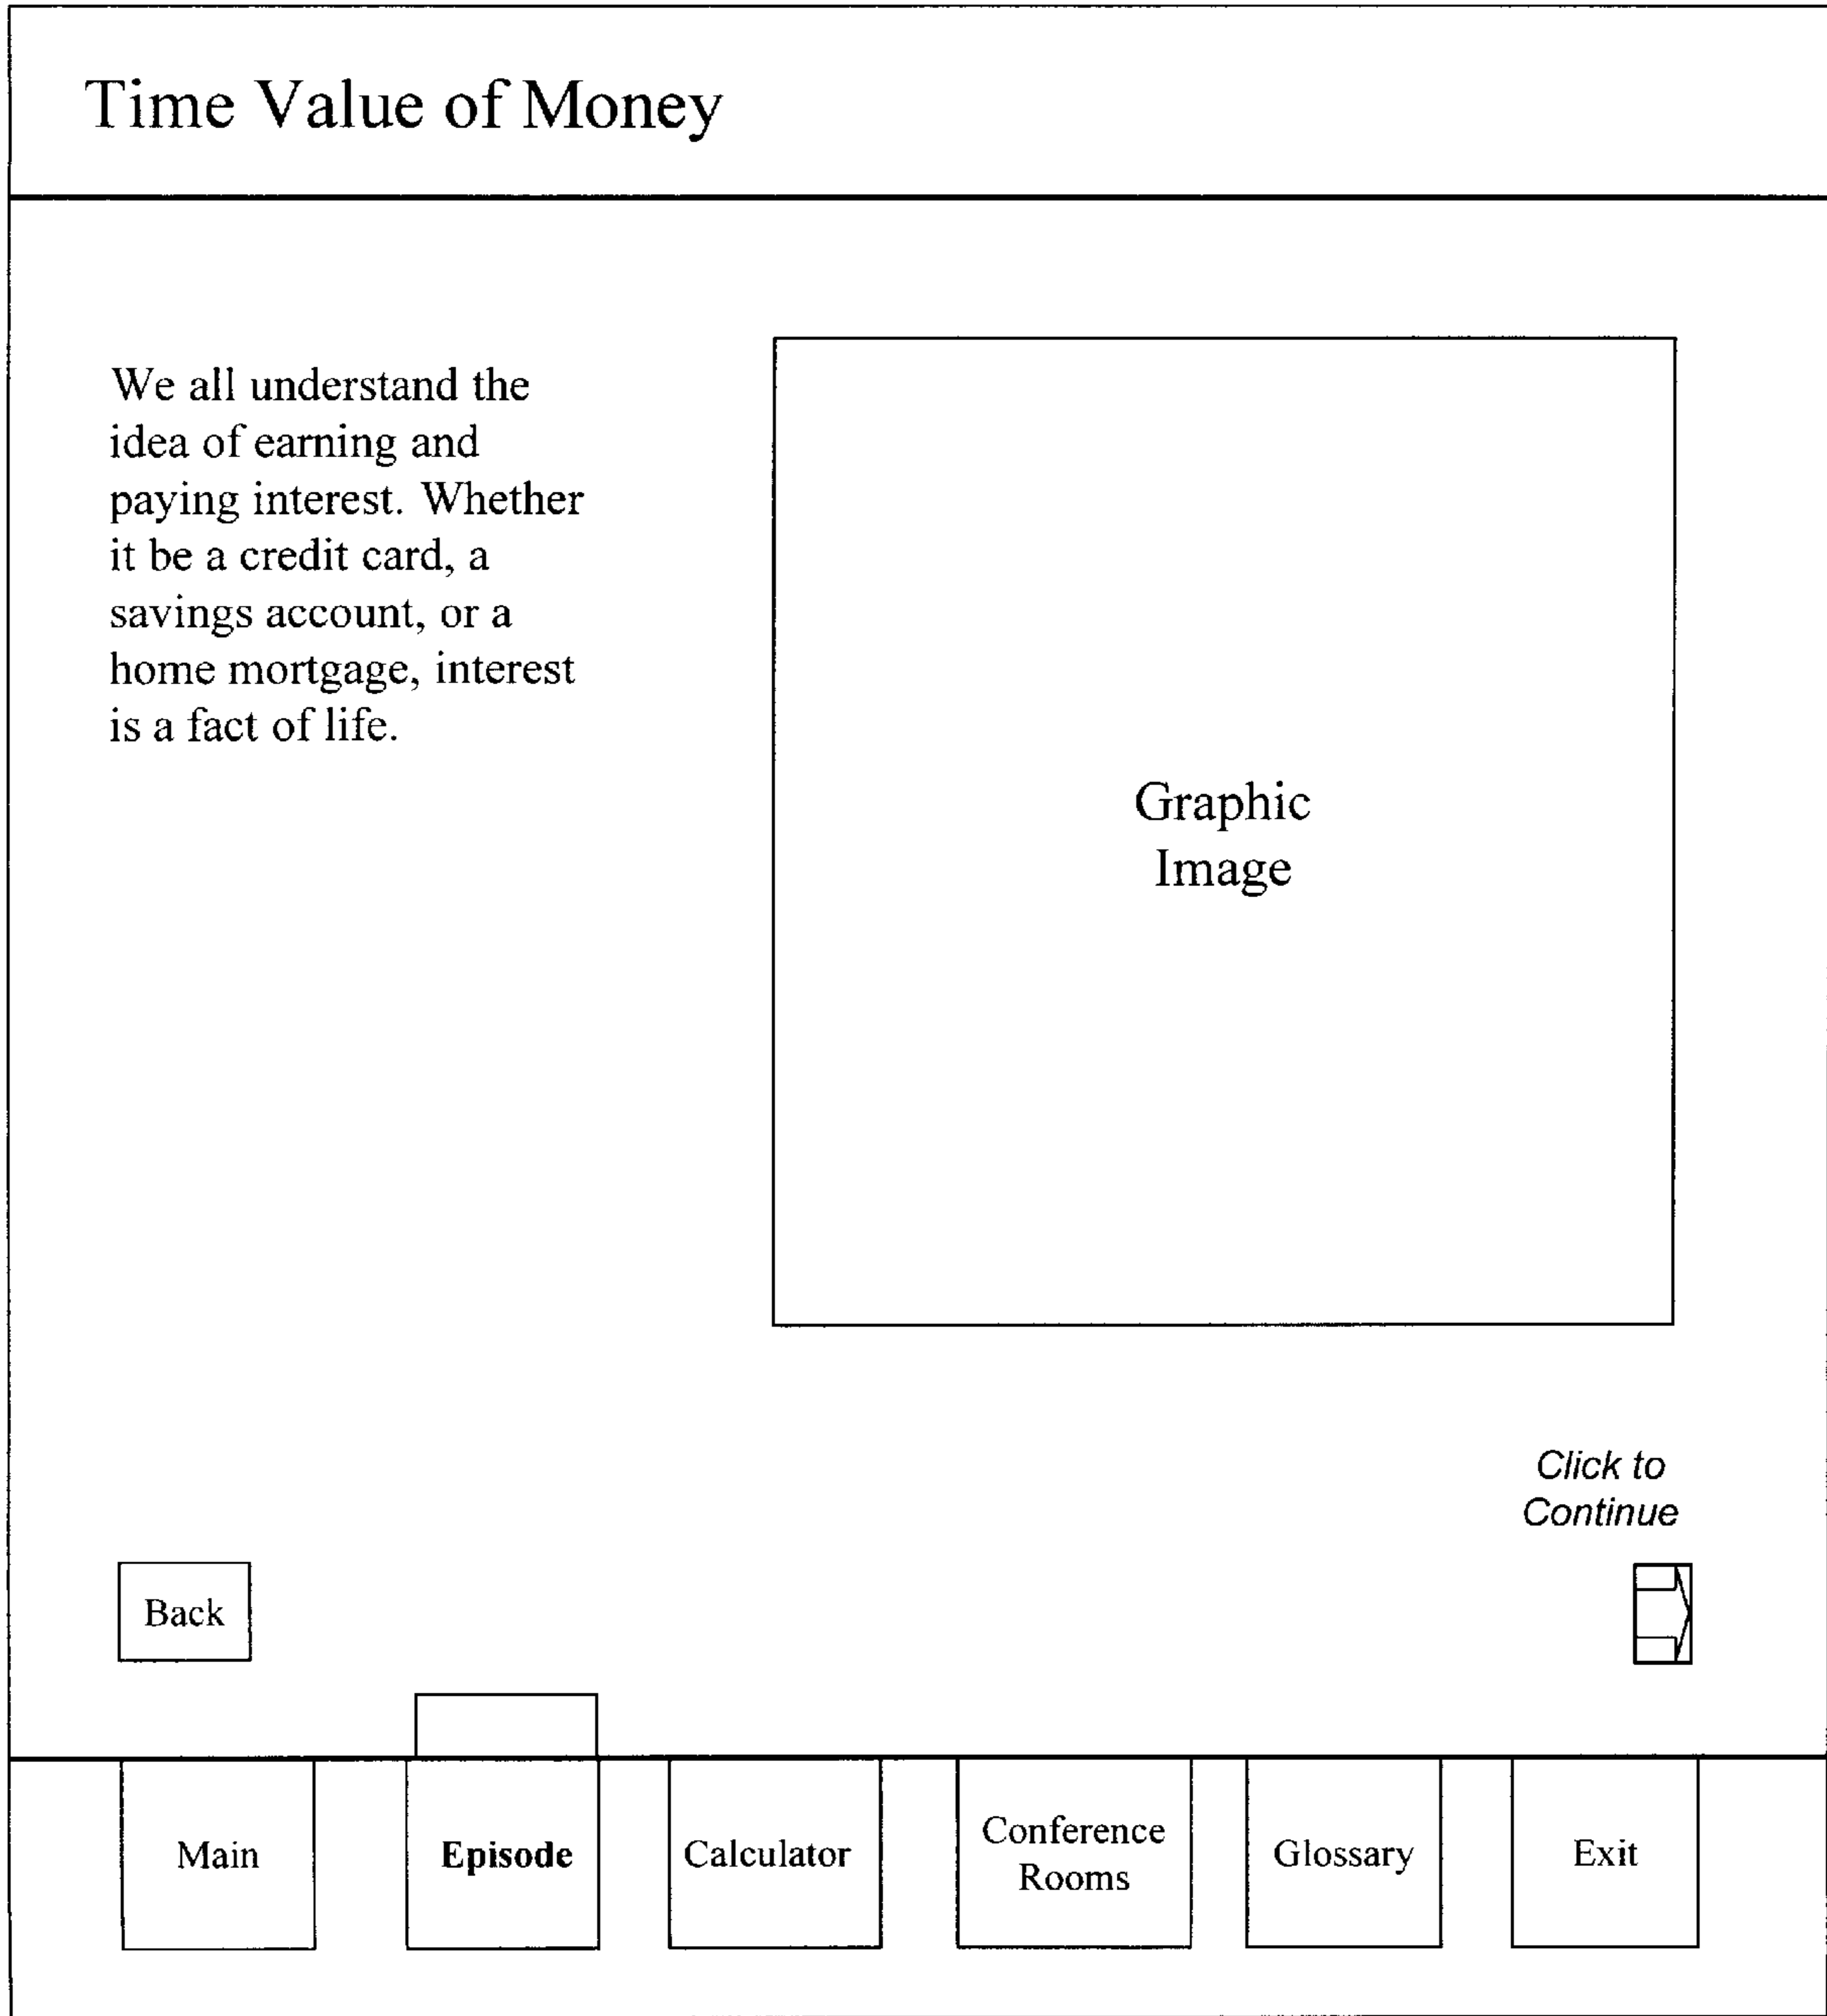 Time Value of Money
We all understand the
idea of earning and
paying interest. Whether
it be a credit card, a
savings account, or a
home mortgage, interest
is a fact of life.
Graphic
Image
Click to
Continue
Back
Main
Episode
Calculator
Conference
Rooms
Glossary
Exit